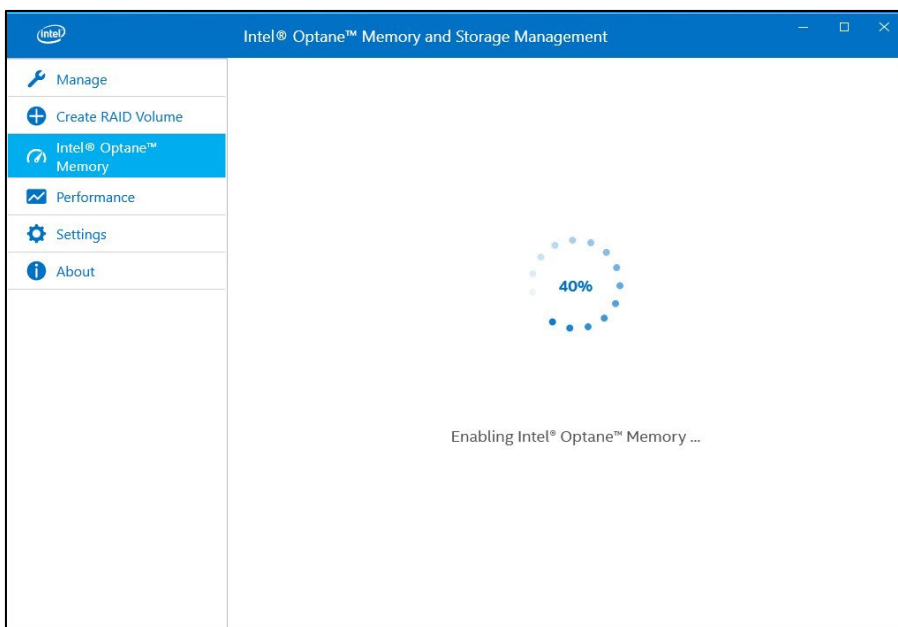 intel
Intel® Optane™ Memory and Storage Management
Manage
Create RAID Volume
Intel® Optane™
Memory
Performance
Settings
About
40%
Enabling Intel® Optane™ Memory ...